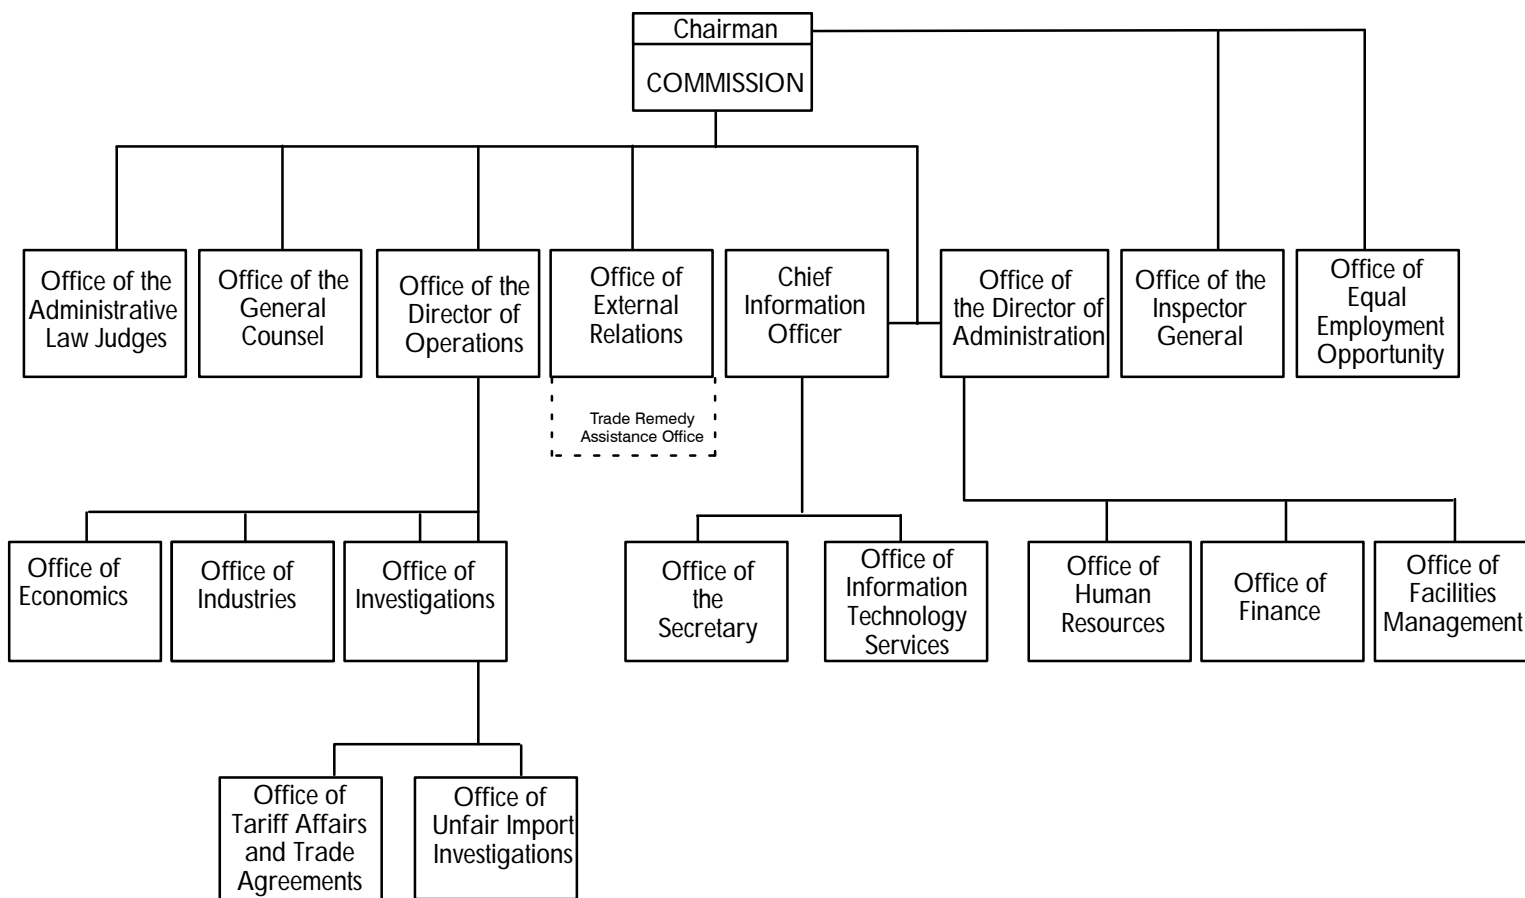 Chairman
COMMISSION
Office of the
Administrative
Law Judges
Office of the
General
Counsel
Office of the
Director of
Operations
Office of
External
Relations
Chief
Information
Officer
Office of
the Director of
Administration
Office of the
Inspector
General
Office of
Equal
Employment
Opportunity
Trade Remedy
Assistance Office
Office of
Economics
Office of
Industries
Office of
Investigations
Office of
the
Secretary
Office of
Information
Technology
Services
Office of
Human
Resources
Office of
Finance
Office of
Facilities
Management
Office of
Tariff Affairs
and Trade
Agreements
Office of
Unfair Import
Investigations